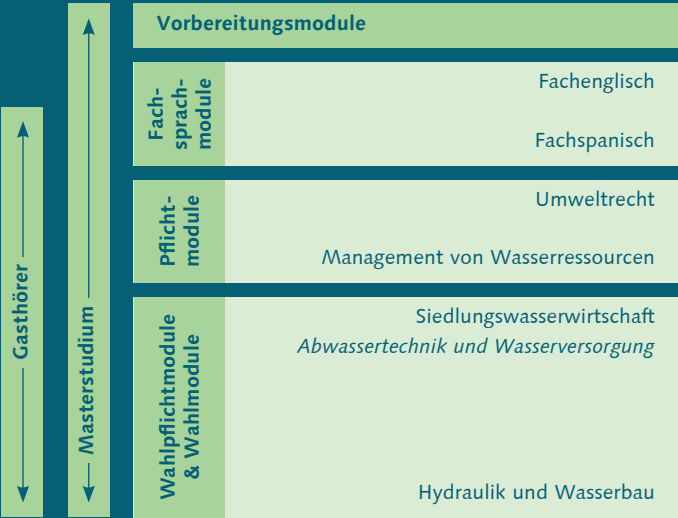 Vorbereitungsmodule
Fach-
sprach-
module
Fachenglisch
Fachspanisch
Pflicht-
module
Umweltrecht
Management von Wasserressourcen
Wahlpflichtmodule
& Wahlmodule
Siedlungswasserwirtschaft
Abwassertechnik und Wasserversorgung
Hydraulik und Wasserbau
Gasthörer
Masterstudium